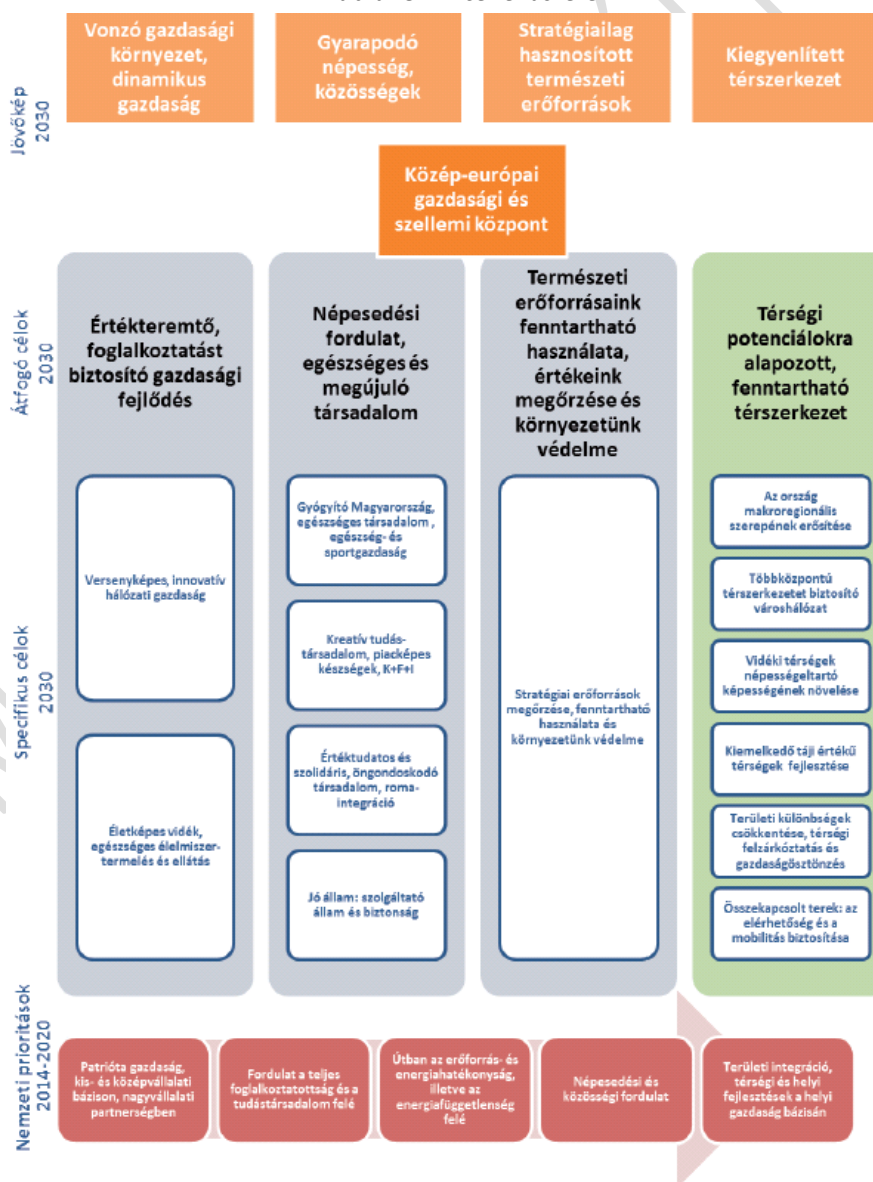 Jövőkép
2030
Vonzó gazdasági
környezet,
dinamikus
gazdaság
Gyarapodó
népesség,
közösségek
Stratégiailag
hasznosított
természeti
erőforrások
Kiegyenlített
térszerkezet
Közép-európai
gazdasági és
szellemi központ
Átfogó célok
2030
Értékteremtő,
foglalkoztatást
biztosító gazdasági
fejlődés
Népesedési
fordulat,
egészséges és
megújuló
társadalom
Természeti
erőforrásaink
fenntartható
használata,
értékeink
megőrzése és
környezetünk
védelme
Térségi
potenciálokra
alapozott,
fenntartható
térszerkezet
Specifikus célok
2030
Versenyképes, innovatív
hálózati gazdaság
Életképes vidék,
egészséges élelmiszer-
termelés és ellátás
Gyógyító Magyarország,
egészséges társadalom ,
egészség- és
sportgazdaság
Kreatív tudás-
társadalom, piacképes
készségek, K+F+I
Értéktudatos és
szolidáris, öngondoskodó
társadalom, roma-
integráció
Jó állam: szolgáltató
állam és biztonság
Stratégiai erőforrások
megőrzése, fenntartható
használata és
környezetünk védelme
Az ország
makroregionális
szerepének erősítése
Többközpontú
térszerkezetet biztosító
városhálózat
Vidéki térségek
népességeltartó
képességének növelése
Kiemelkedő táji értékű
térségek fejlesztése
Területi különbségek
csökkentése, térségi
felzárkóztatás és
gazdaságösztönzés
Összekapcsolt terek: az
elérhetőség és a
mobilitás biztosítása
Nemzeti prioritások
2014-2020
Patrióta gazdaság,
kis- és középvállalati
bázison, nagyvállalati
partnerségben
Fordulat a teljes
foglalkoztatottság és a
tudástársadalom felé
Útban az erőforrás- és
energiahatékonyság,
illetve az
energiafüggetlenség
felé
Népesedési és
közösségi fordulat
Területi integráció,
térségi és helyi
fejlesztések a helyi
gazdaság bázisán